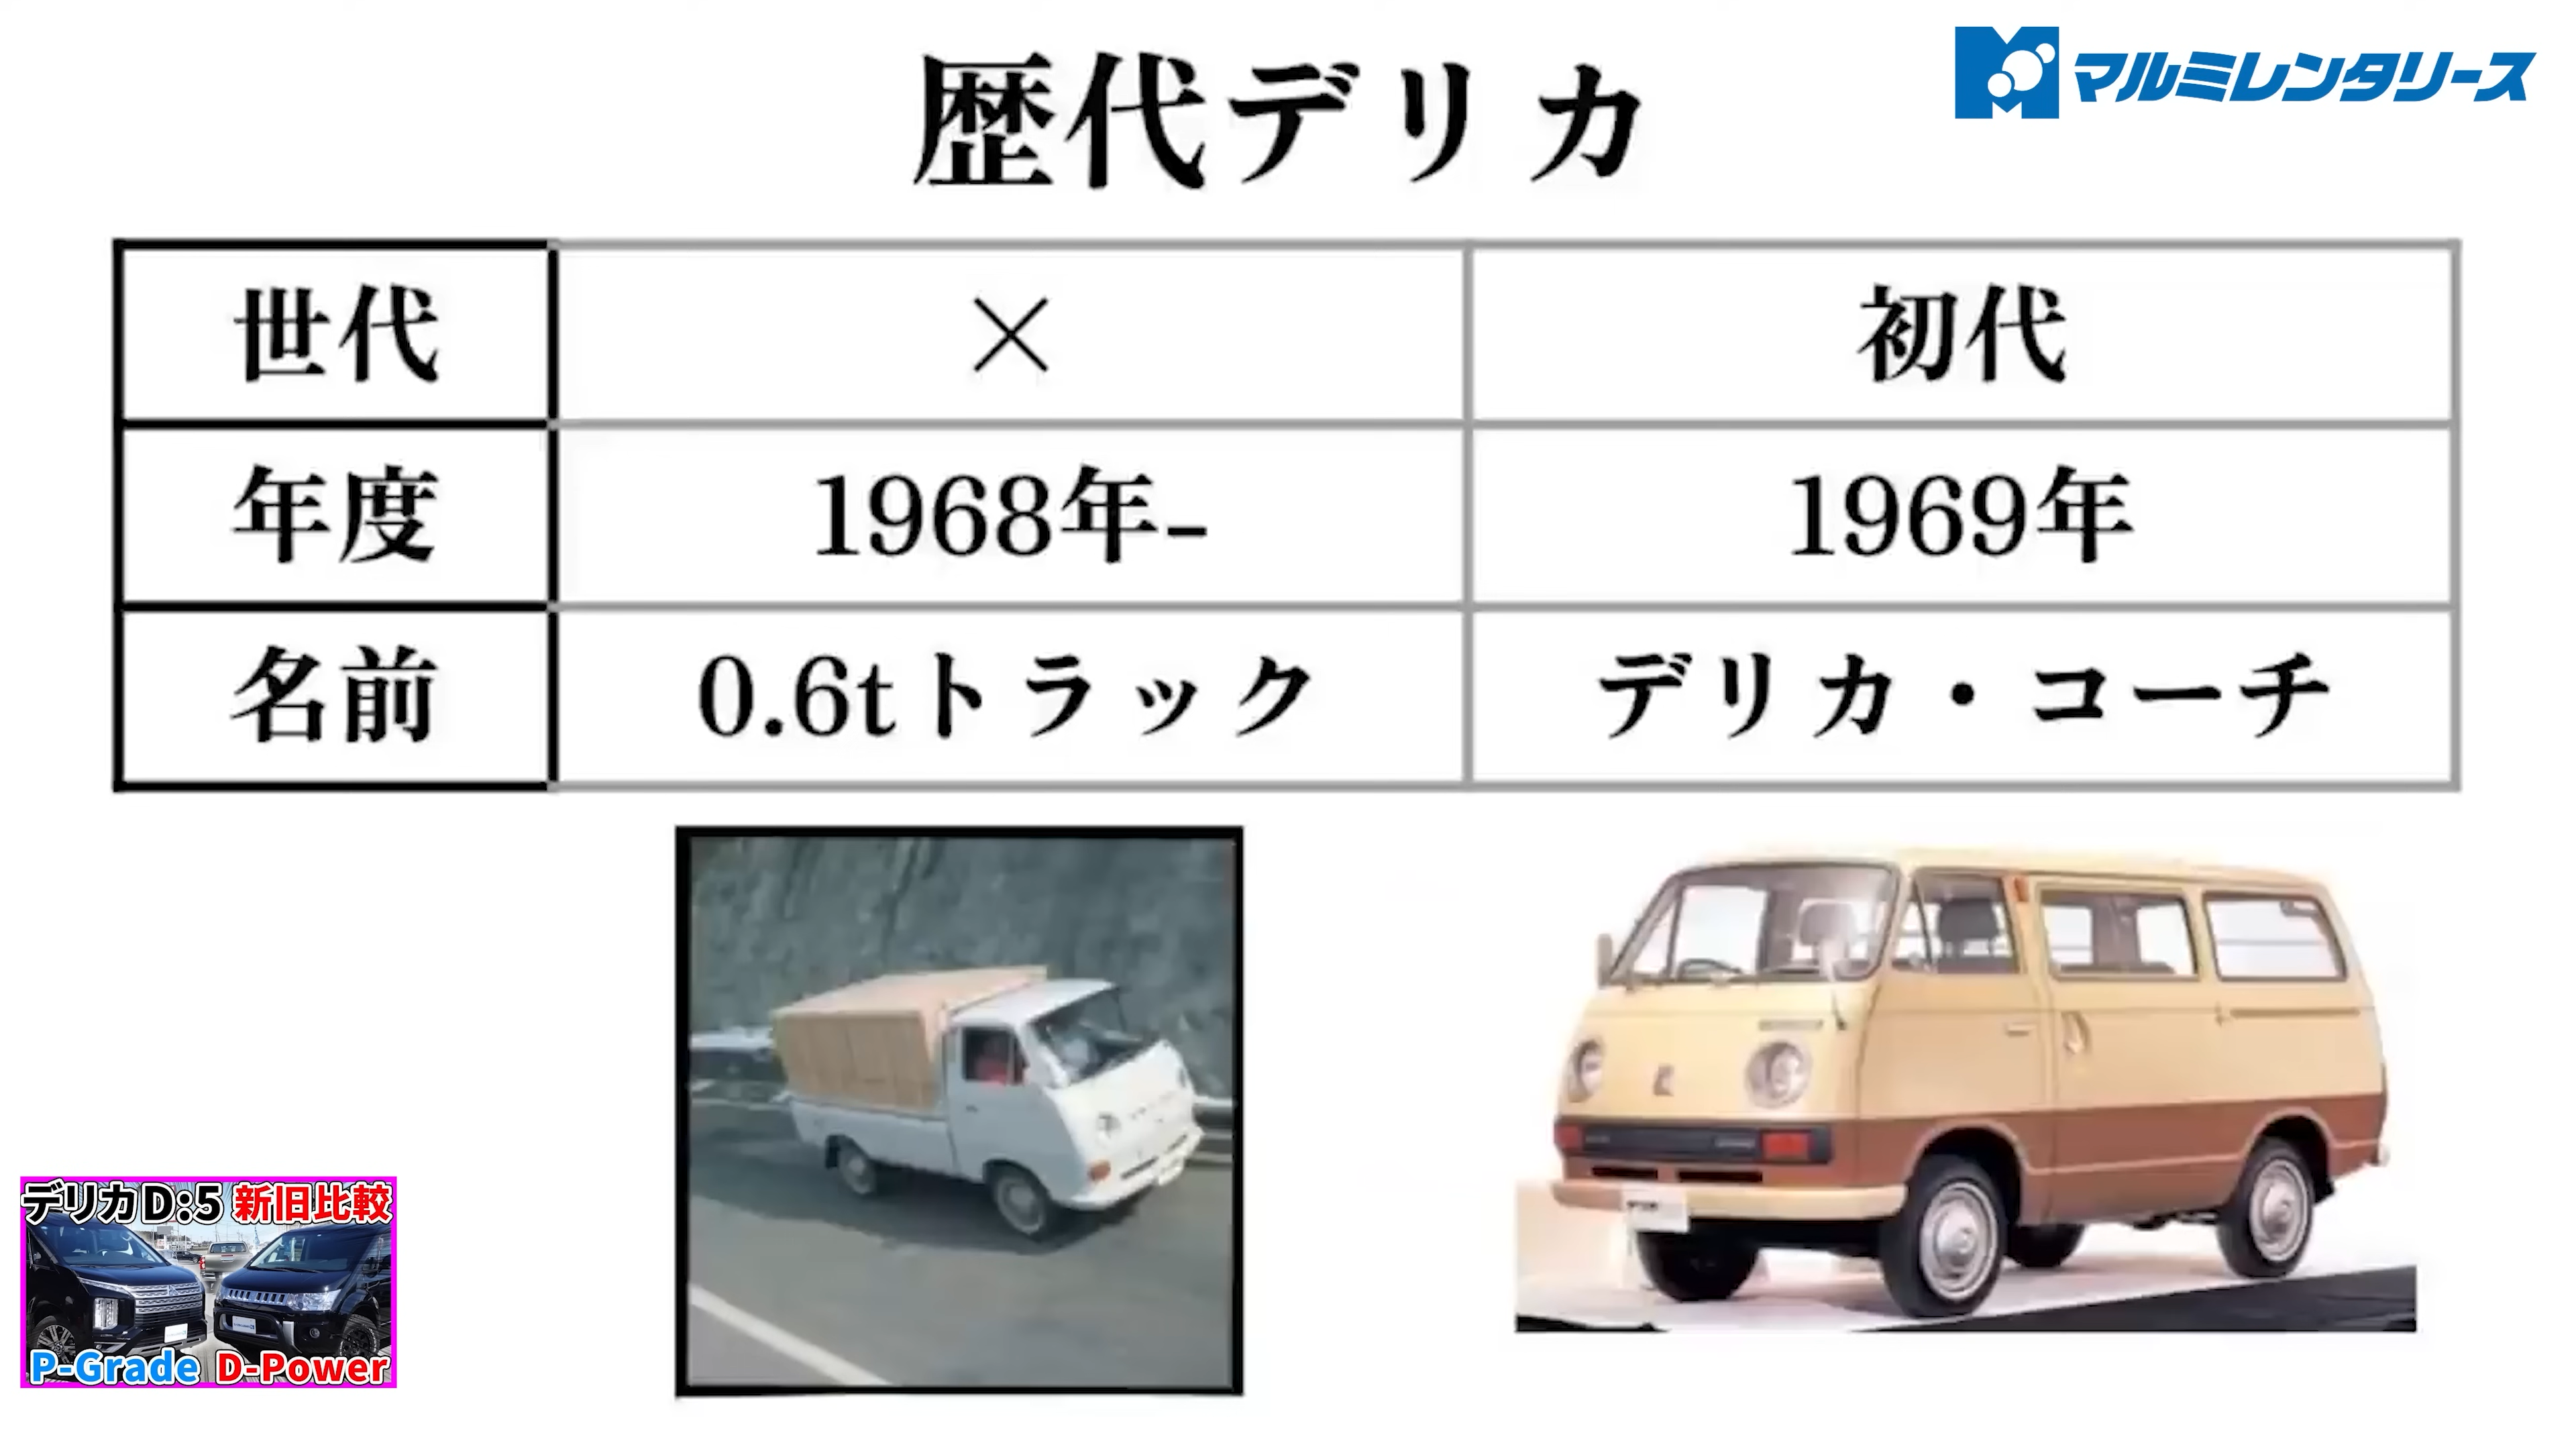 歴代デリカ
マルミレンタリース
世代 × 初代
年度 1968年- 1969年
名前 0.6tトラック デリカ・コーチ
デリカD:5 新旧比較
P-Grade D-Power